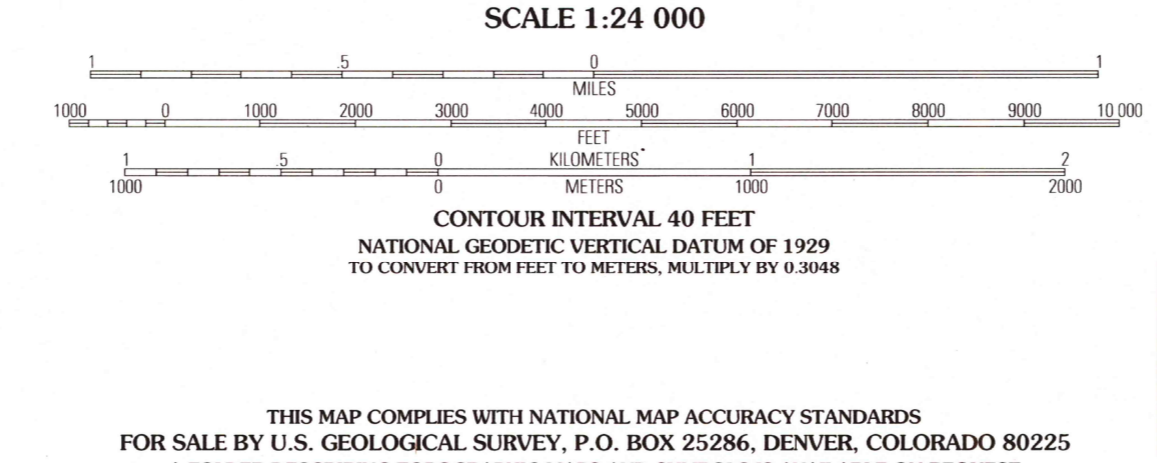 SCALE 1:24 000
1 .5 0 1
MILES
1000 0 1000 2000 3000 4000 5000 6000 7000 8000 9000 10 000
FEET
1 .5 0 KILOMETERS 1 2
1000 0 METERS 1000 2000
CONTOUR INTERVAL 40 FEET
NATIONAL GEODETIC VERTICAL DATUM OF 1929
TO CONVERT FROM FEET TO METERS, MULTIPLY BY 0.3048
THIS MAP COMPLIES WITH NATIONAL MAP ACCURACY STANDARDS
FOR SALE BY U.S. GEOLOGICAL SURVEY, P.O. BOX 25286, DENVER, COLORADO 80225